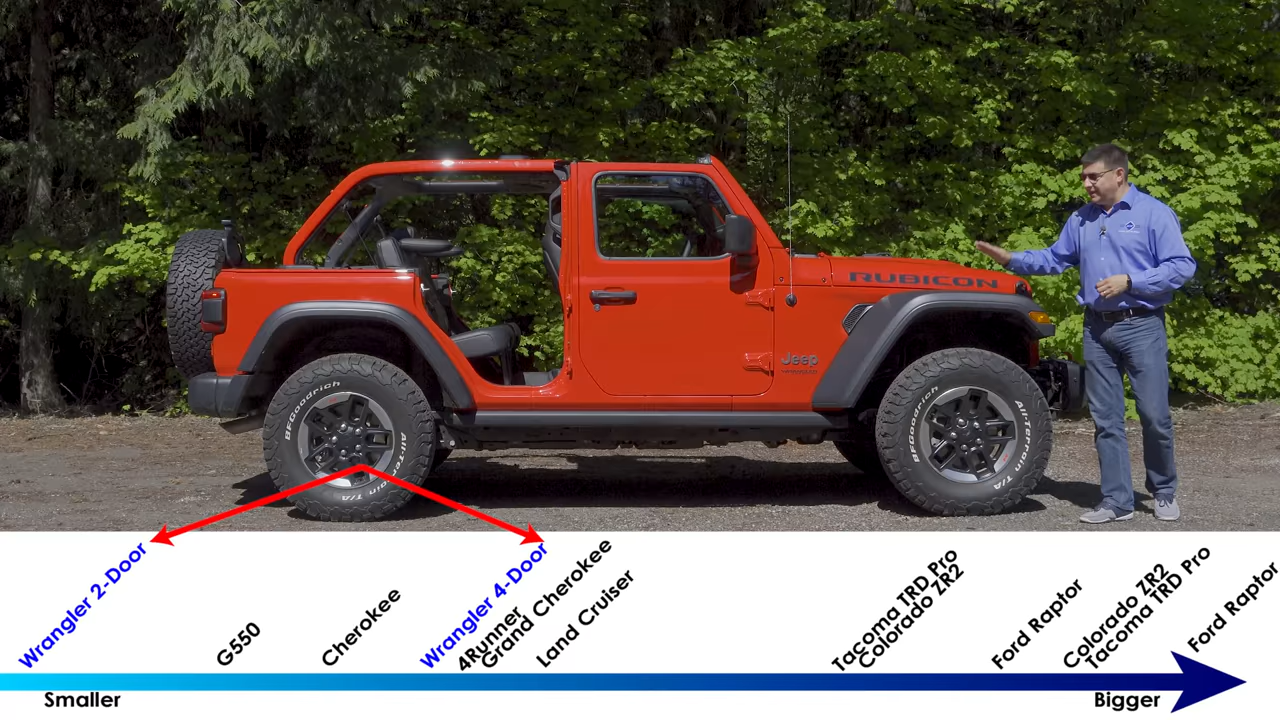 RUBICON
Jeep
BFGoodrich
All-Terrain T/A
BFGoodrich
All-Terrain T/A
Wrangler 2-Door
G550
Cherokee
Wrangler 4-Door
4Runner
Grand Cherokee
Land Cruiser
Tacoma TRD Pro
Colorado ZR2
Ford Raptor
Colorado ZR2
Tacoma TRD Pro
Ford Raptor
Smaller
Bigger